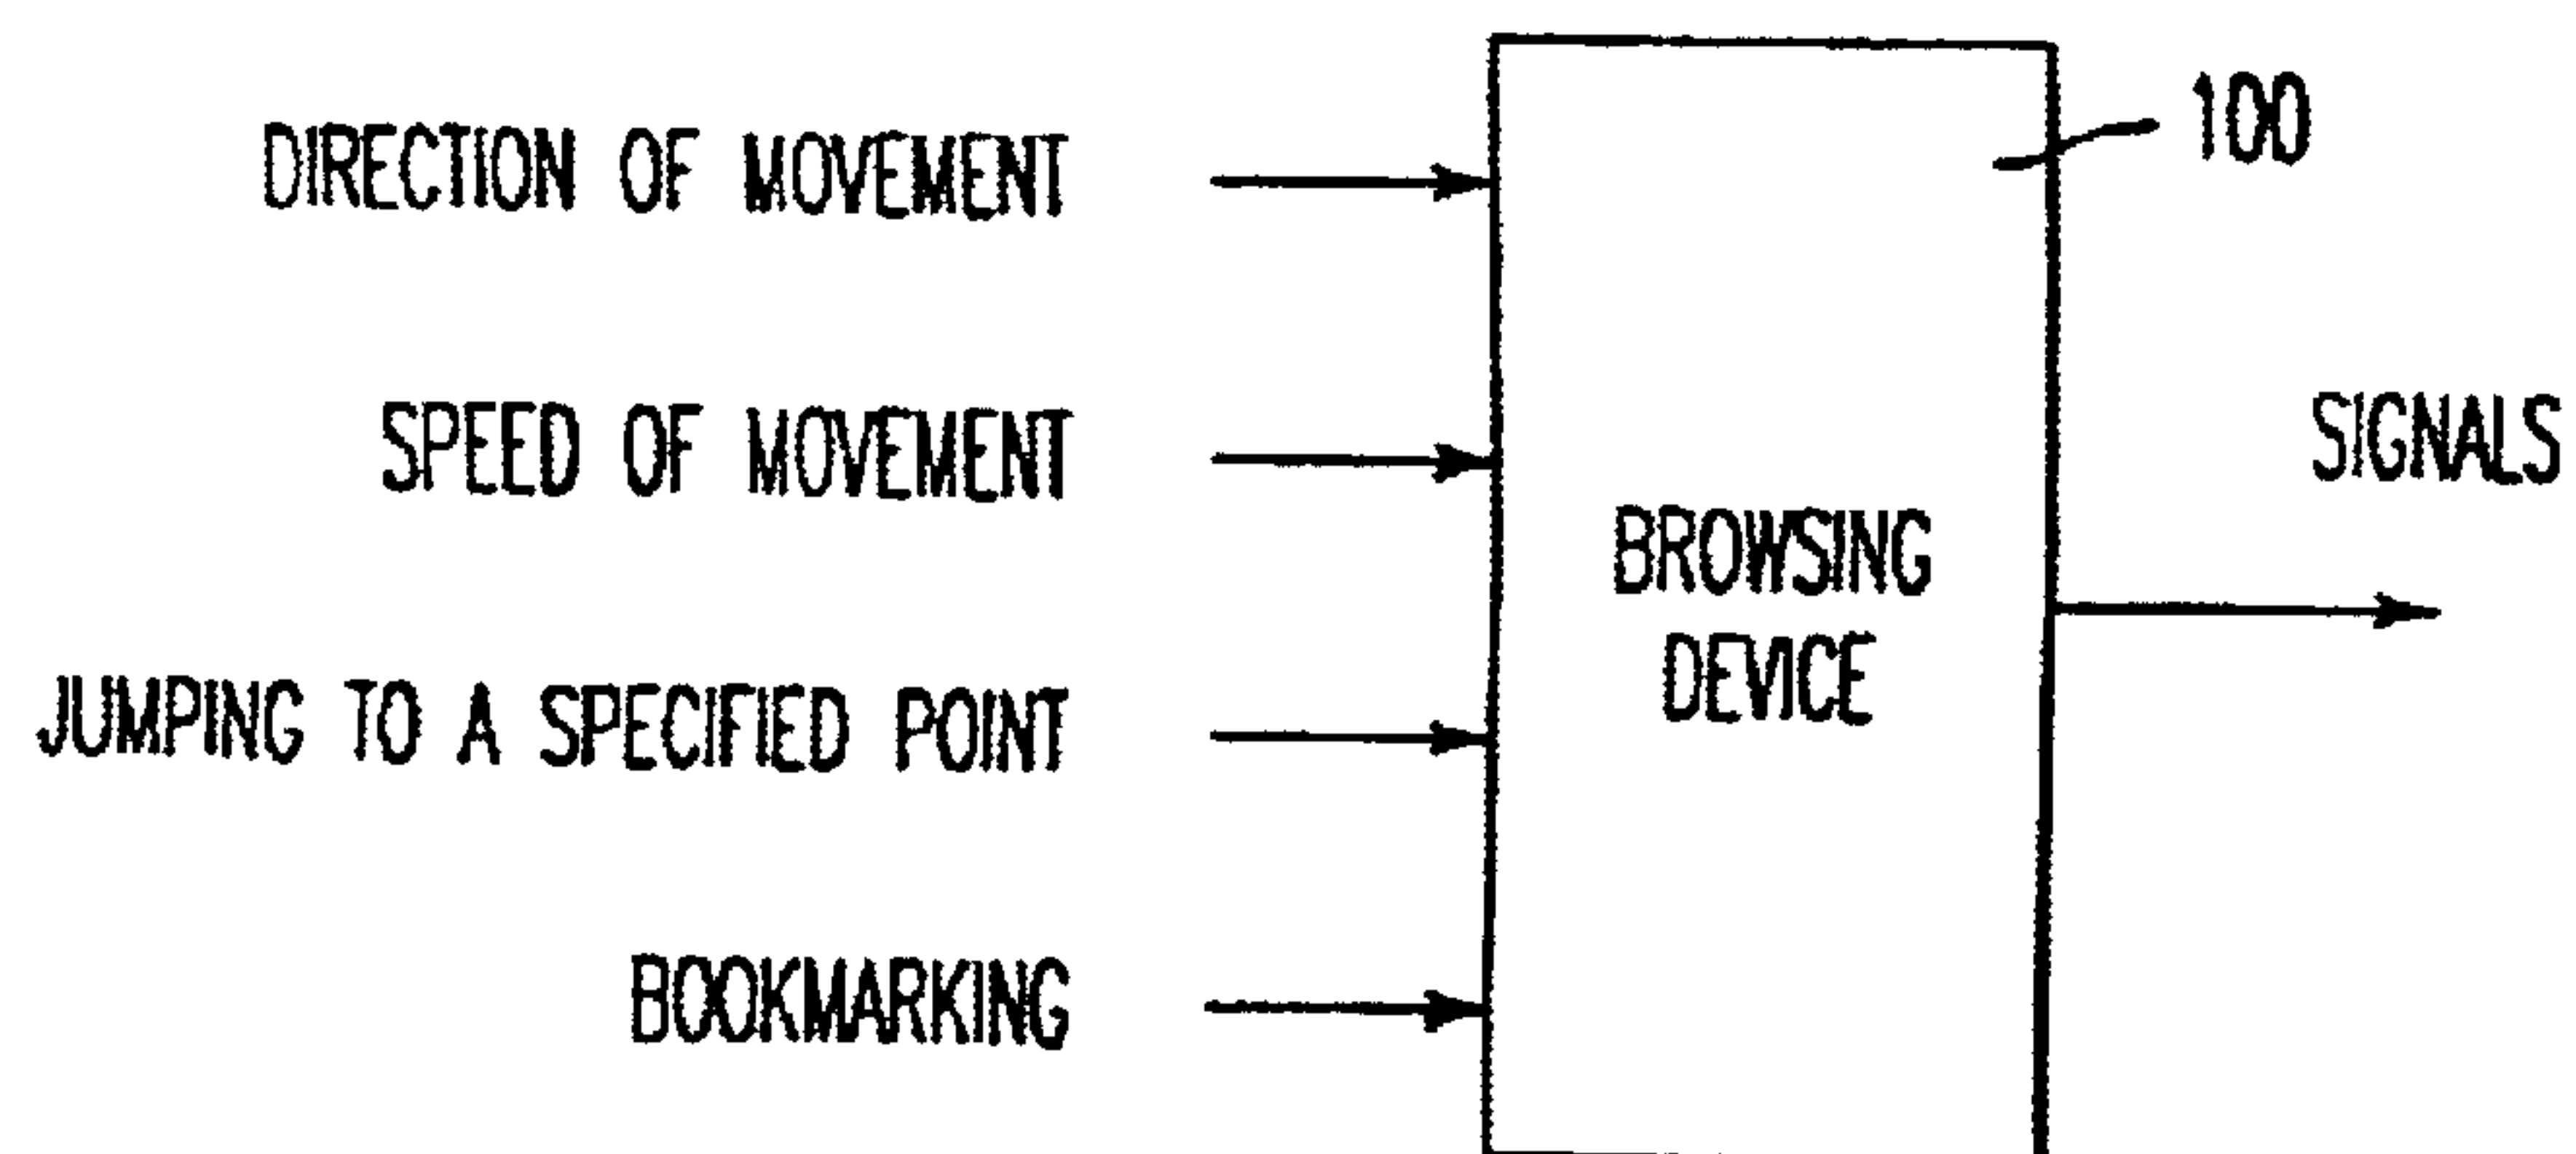 DIRECTION OF MOVEMENT
100
SPEED OF MOVEMENT
SIGNALS
BROWSING
DEVICE
JUMPING TO A SPECIFIED POINT
BOOKMARKING